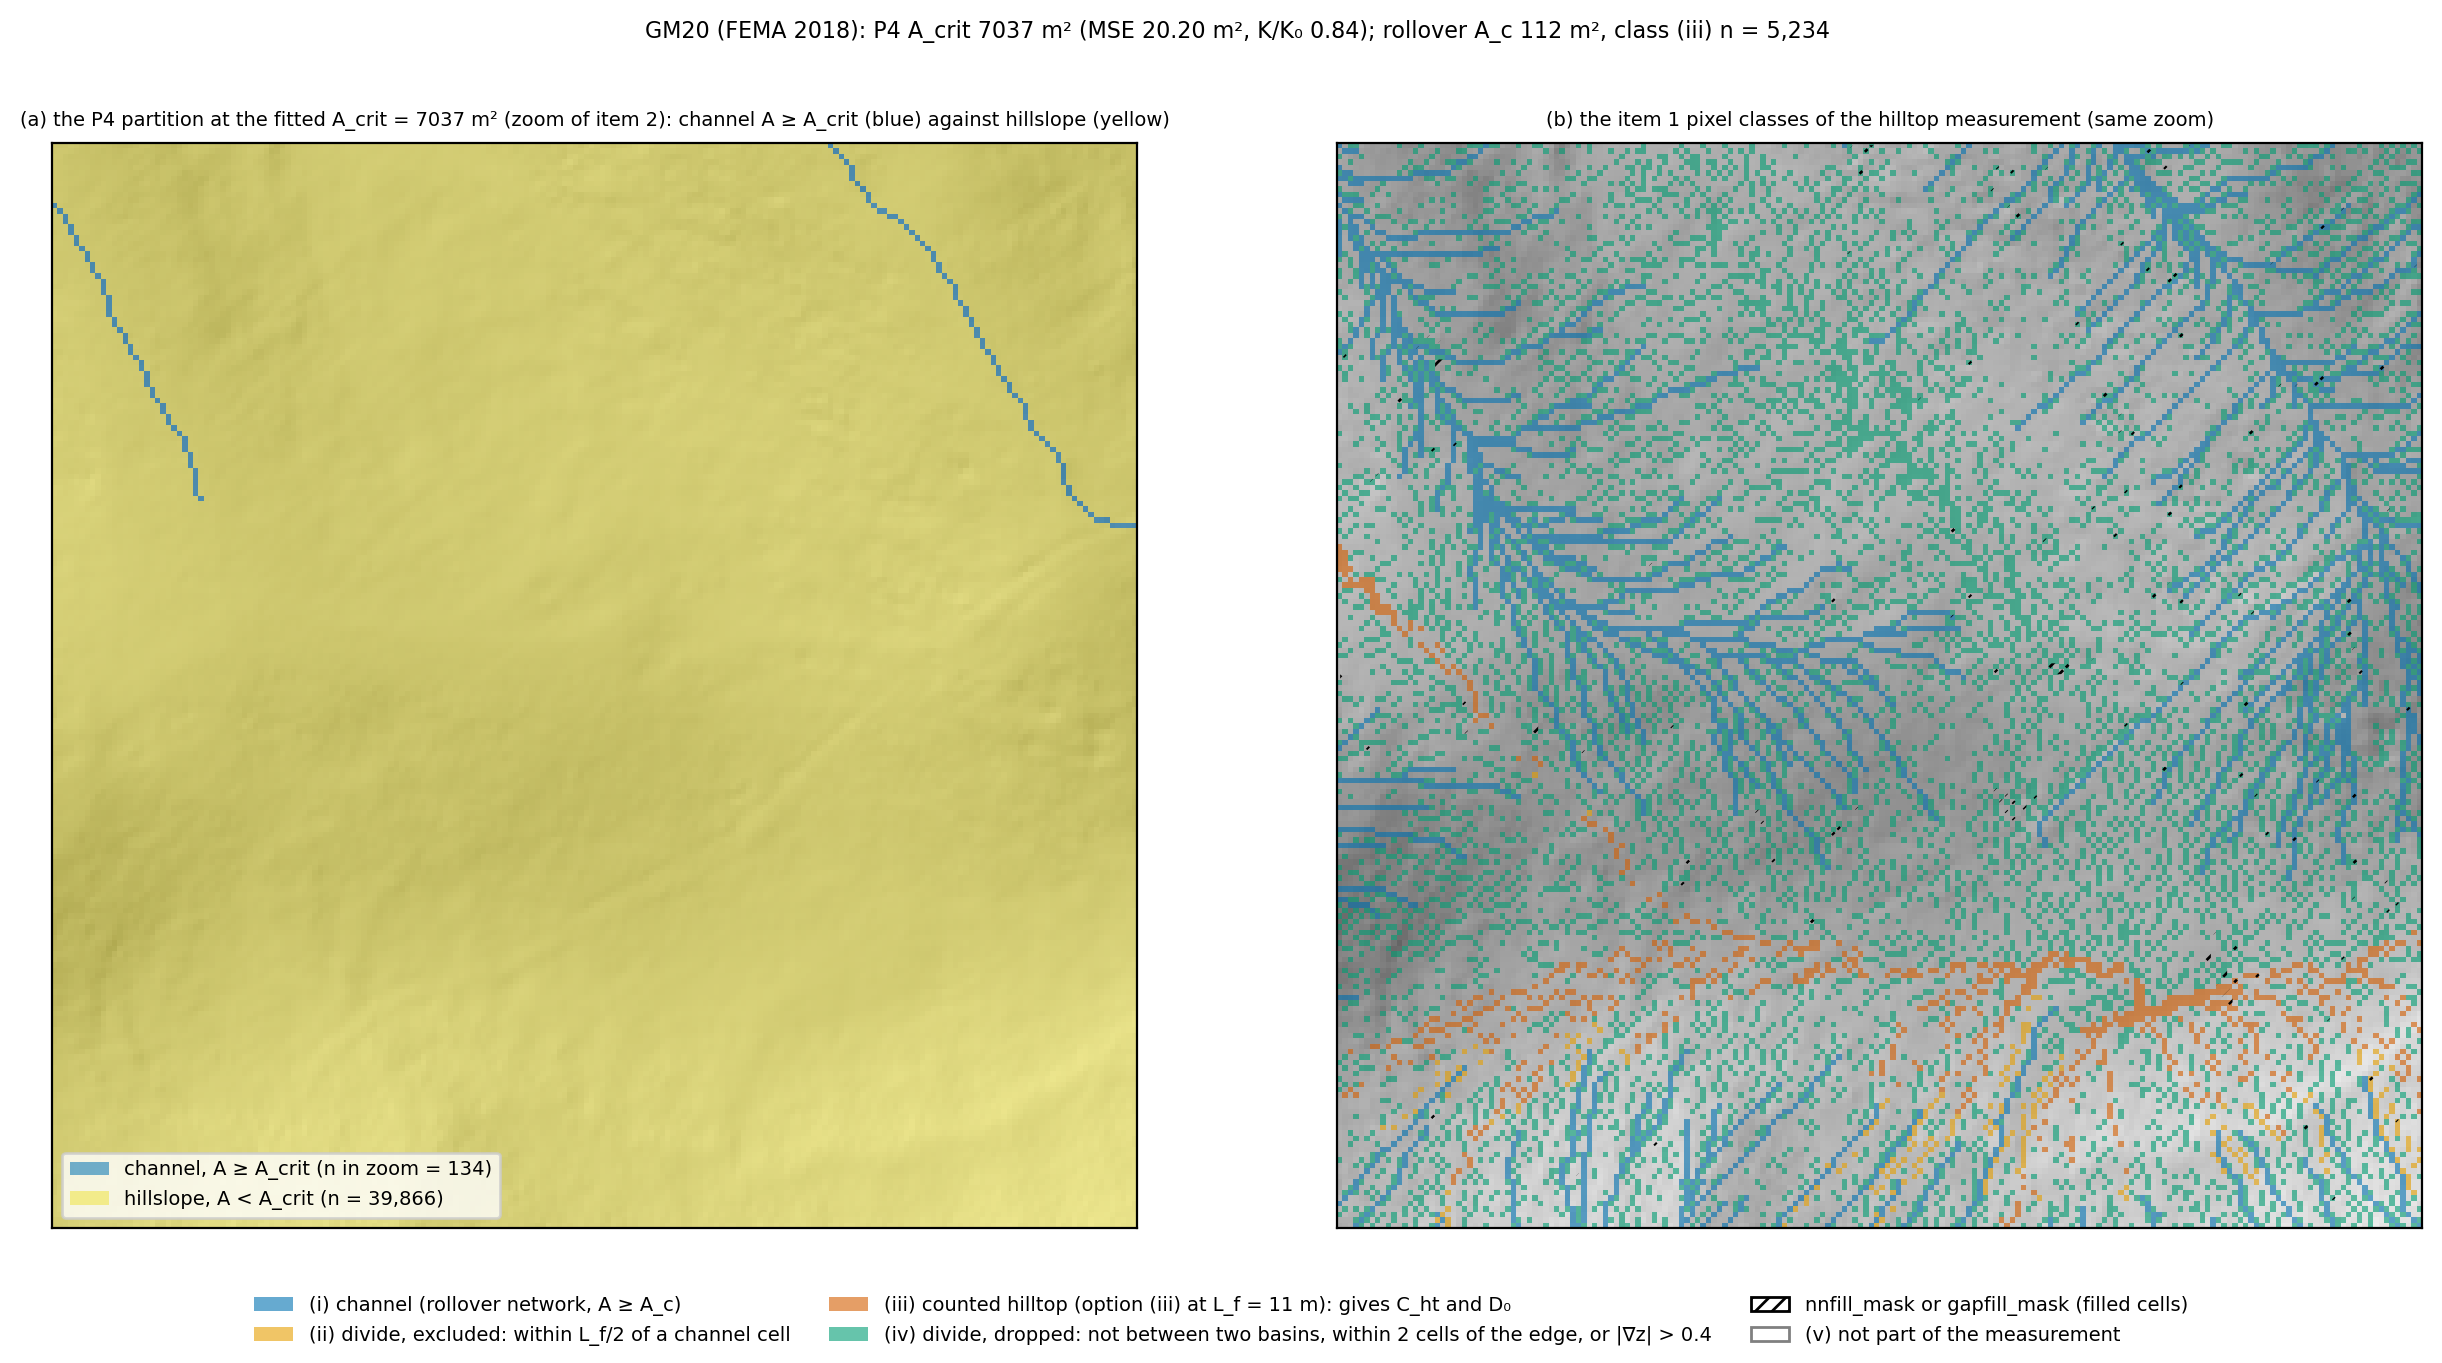 GM20 (FEMA 2018): P4 A_crit 7037 m² (MSE 20.20 m², K/K₀ 0.84); rollover A_c 112 m², class (iii) n = 5,234
(a) the P4 partition at the fitted A_crit = 7037 m² (zoom of item 2): channel A ≥ A_crit (blue) against hillslope (yellow)
(b) the item 1 pixel classes of the hilltop measurement (same zoom)
channel, A ≥ A_crit (n in zoom = 134)
hillslope, A < A_crit (n = 39,866)
(i) channel (rollover network, A ≥ A_c)
(ii) divide, excluded: within L_f/2 of a channel cell
(iii) counted hilltop (option (iii) at L_f = 11 m): gives C_ht and D₀
(iv) divide, dropped: not between two basins, within 2 cells of the edge, or |∇z| > 0.4
nnfill_mask or gapfill_mask (filled cells)
(v) not part of the measurement